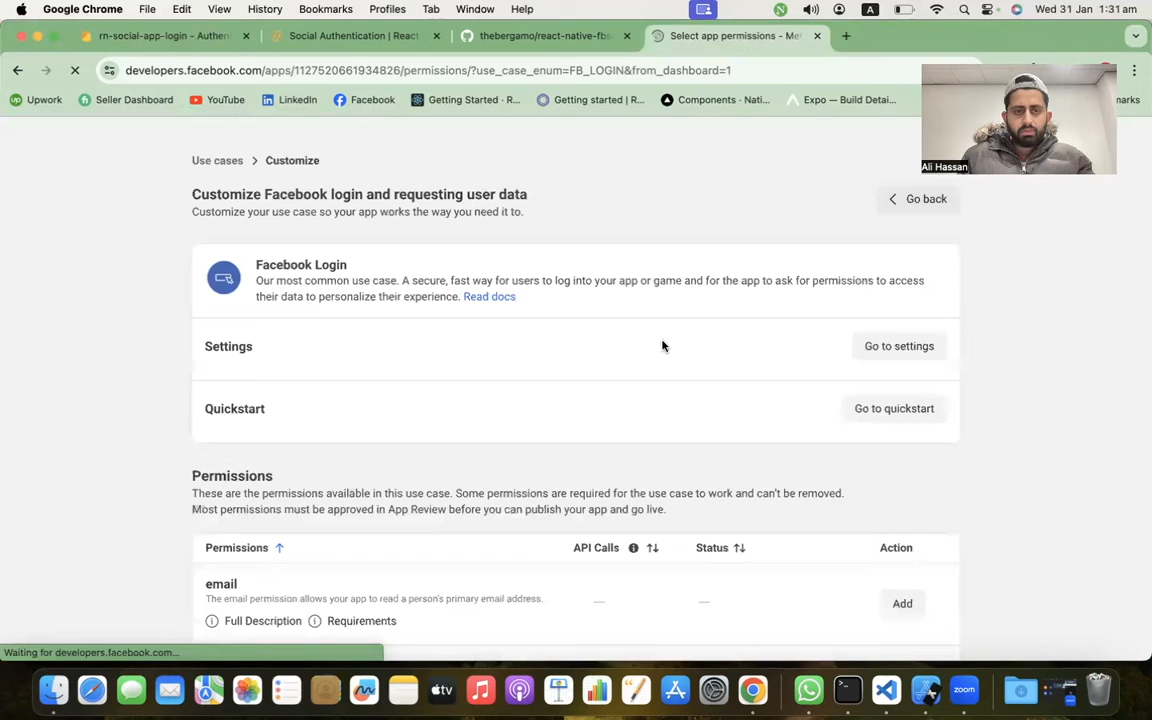 Google Chrome File Edit View History Bookmarks Profiles Tab Window Help Wed 31 Jan 1:31 am
rn-social-app-login - Authen Social Authentication | React thebergamo/react-native-fbs Select app permissions - Met
developers.facebook.com/apps/1127520661934826/permissions/?use_case_enum=FB_LOGIN&from_dashboard=1
Upwork Seller Dashboard YouTube LinkedIn Facebook Getting Started · R... Getting started | R... Components · Nati... Expo — Build Detai... marks
Ali Hassan
Use cases > Customize
Customize Facebook login and requesting user data
Customize your use case so your app works the way you need it to.
Go back
Facebook Login
Our most common use case. A secure, fast way for users to log into your app or game and for the app to ask for permissions to access
their data to personalize their experience. Read docs
Settings Go to settings
Quickstart Go to quickstart
Permissions
These are the permissions available in this use case. Some permissions are required for the use case to work and can't be removed.
Most permissions must be approved in App Review before you can publish your app and go live.
Permissions API Calls Status Action
email
The email permission allows your app to read a person's primary email address.
Add
Full Description Requirements
Waiting for developers.facebook.com...
tv
zoom